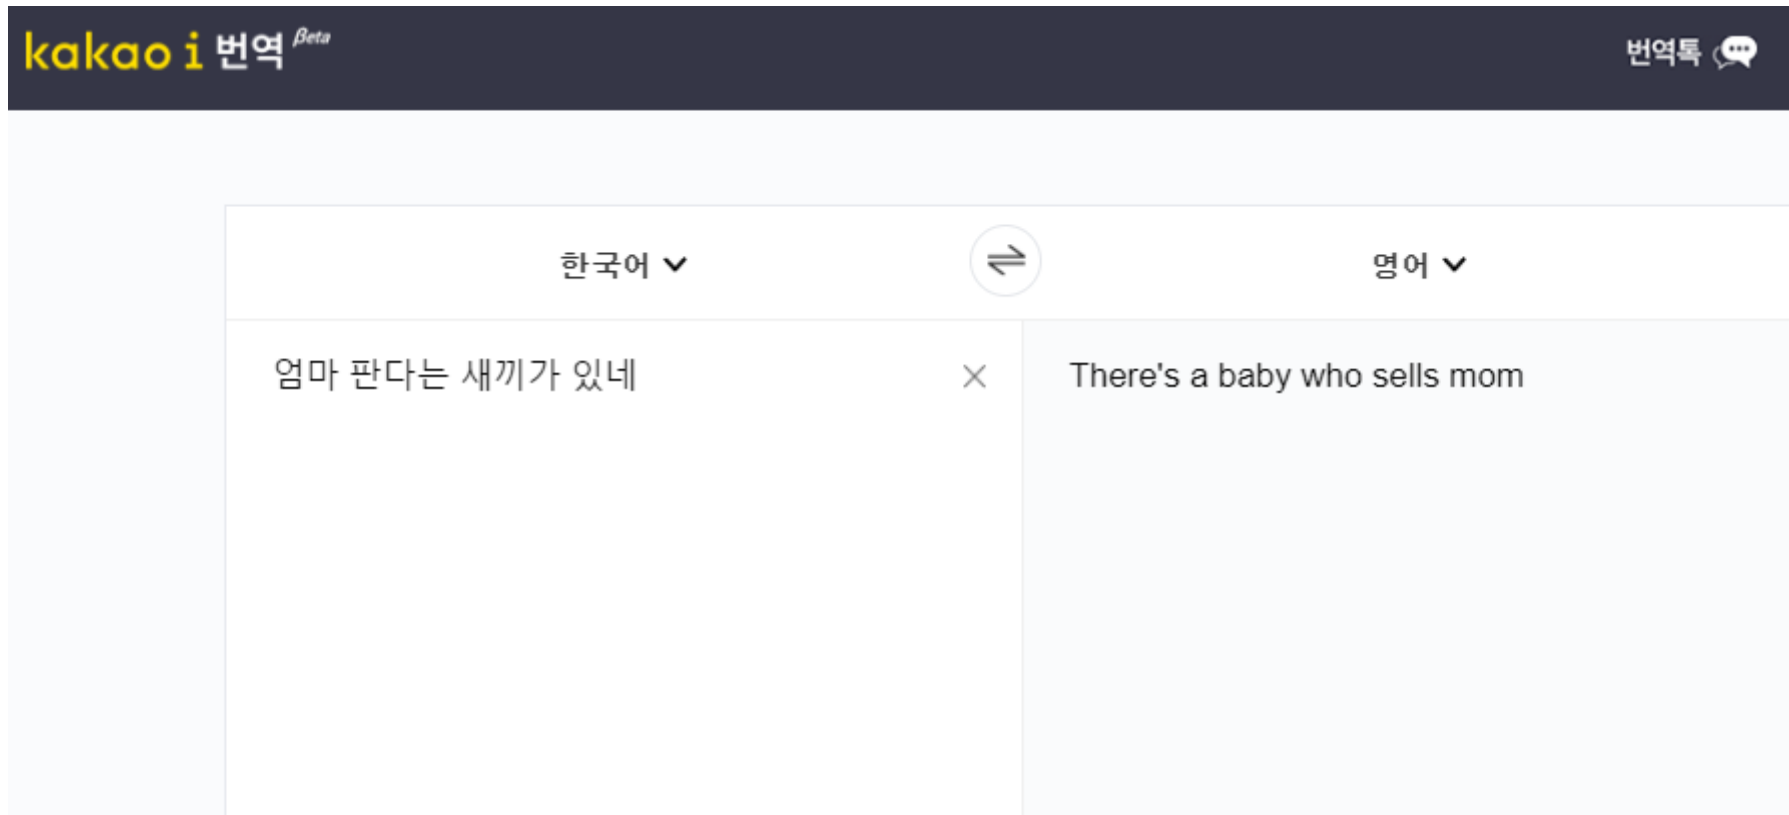 kakao i 번역 Beta
번역톡
한국어
영어
엄마 판다는 새끼가 있네
There's a baby who sells mom